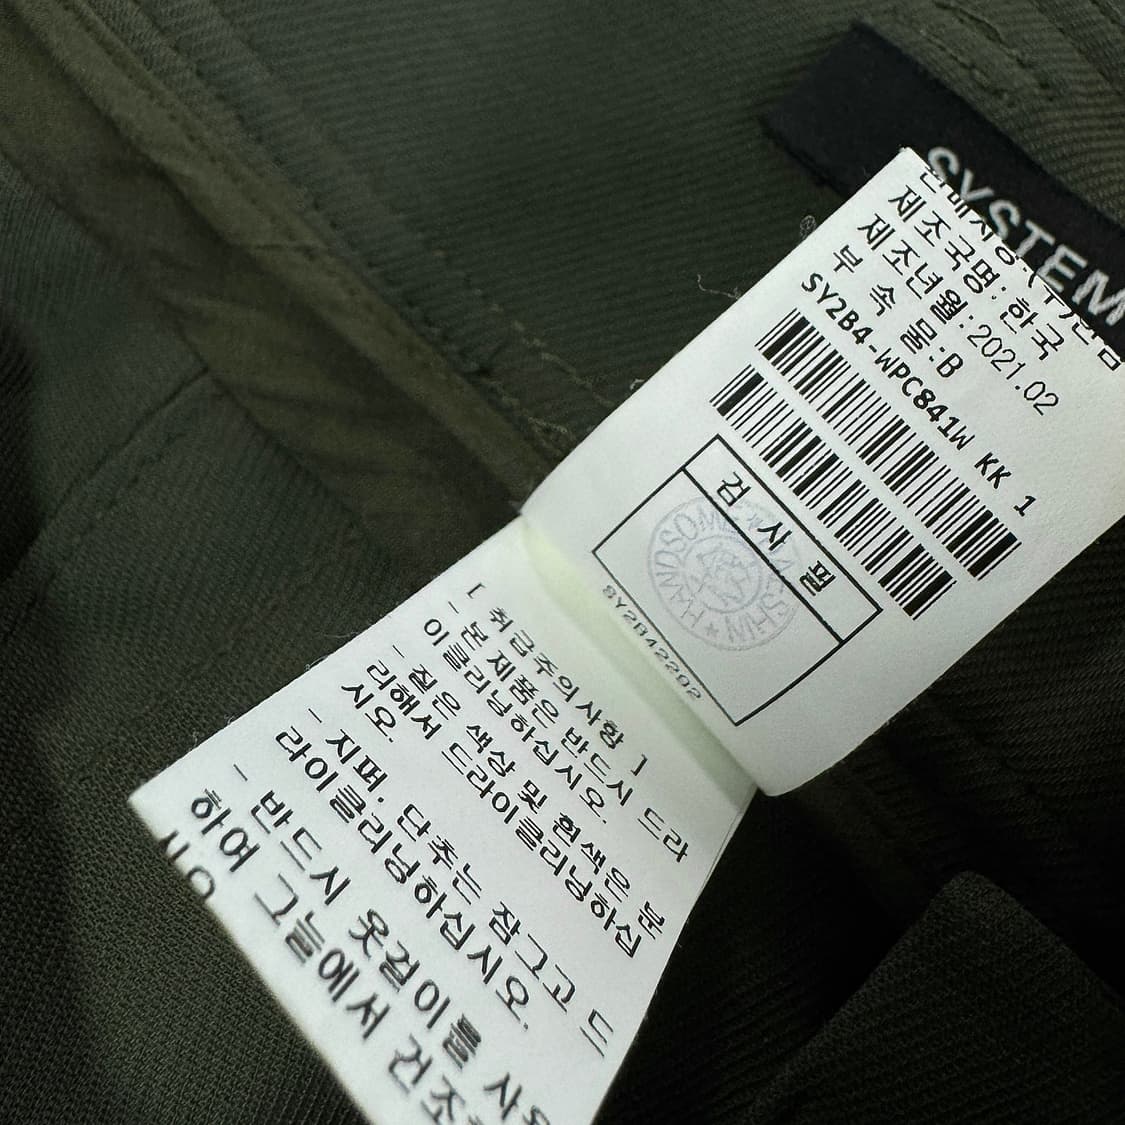 SYSTEM
제조국명:한국
제조년월:2021.02
부 속 물:B
SY2B4-WPC841W KK 1
검 사 필
HANDSOME
SY2B42202
[ 취급주의사항 ]
- 본 제품은 반드시 드라
이클리닝하십시오.
- 짙은 색상 및 흰색은 분
리해서 드라이클리닝하십
시오.
- 지퍼, 단추는 잠그고 드
라이클리닝하십시오.
- 반드시 옷걸이를
하여 그늘에서